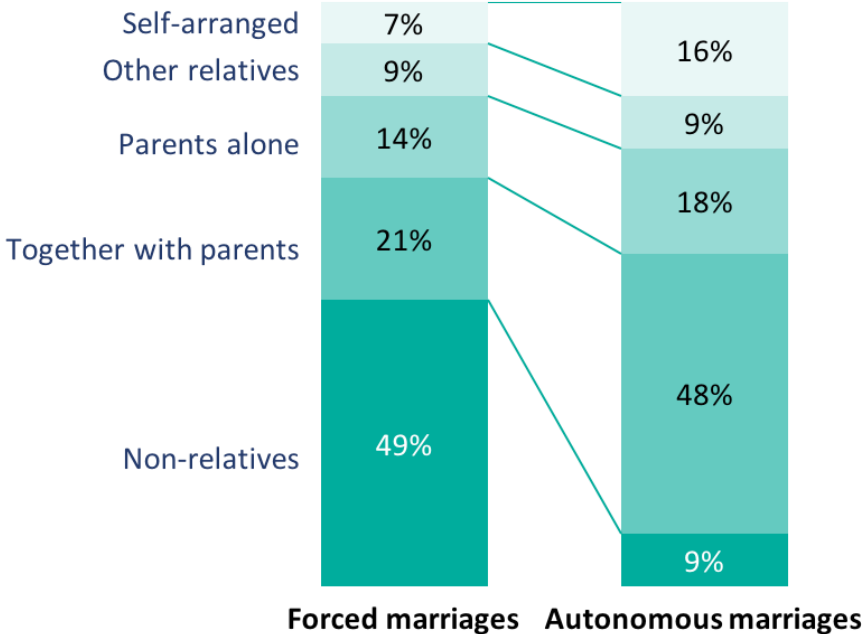 Self-arranged 7% 16%
Other relatives 9% 9%
Parents alone 14% 18%
Together with parents 21% 48%
Non-relatives 49% 9%
Forced marriages Autonomous marriages